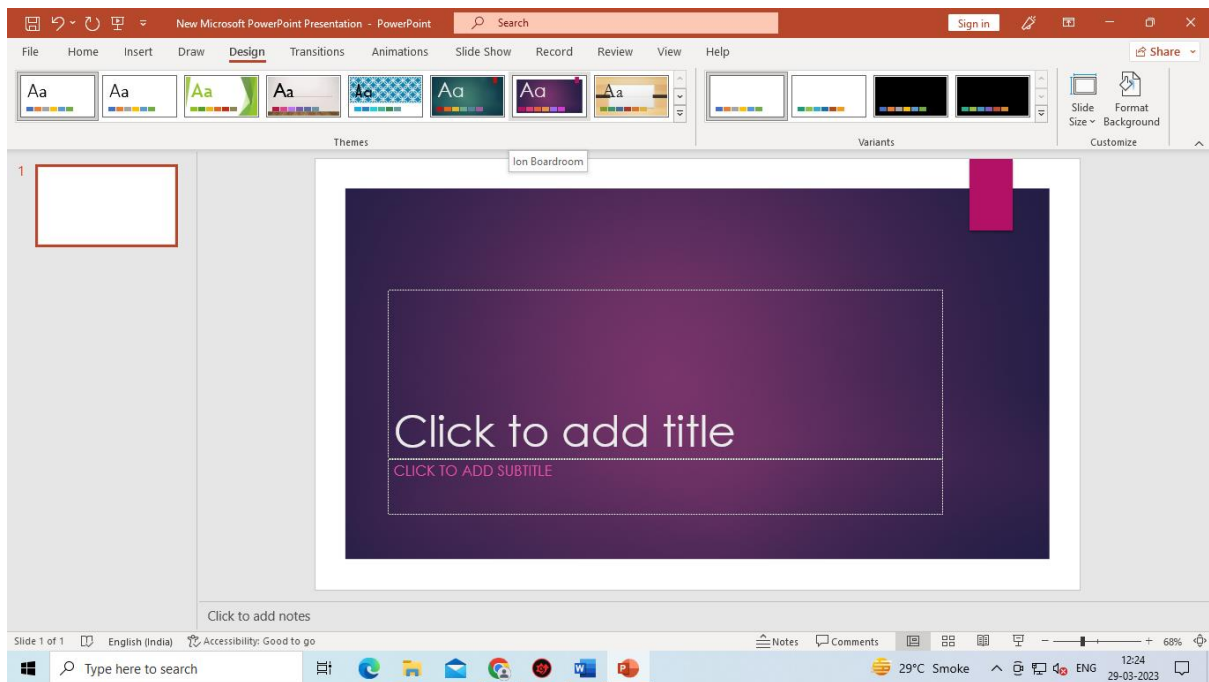 New Microsoft PowerPoint Presentation - PowerPoint
Search
Sign in
File Home Insert Draw Design Transitions Animations Slide Show Record Review View Help
Share
Aa Aa Aa Aa Aa Aa Aa Aa
Slide Size
Format Background
Themes
Variants
Customize
Ion Boardroom
1
Click to add title
CLICK TO ADD SUBTITLE
Click to add notes
Slide 1 of 1 English (India) Accessibility: Good to go Notes Comments 68%
Type here to search
29°C Smoke ENG
12:24
29-03-2023